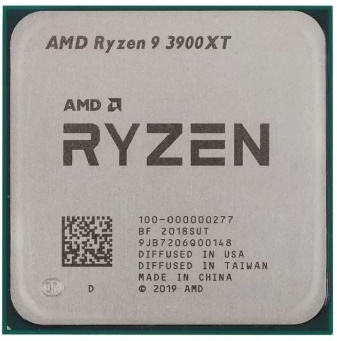 AMD Ryzen 9 3900XT
AMD
RYZEN
100-000000277
BF 2018SUT
9JB7206Q00148
DIFFUSED IN USA
DIFFUSED IN TAIWAN
MADE IN CHINA
D © 2019 AMD